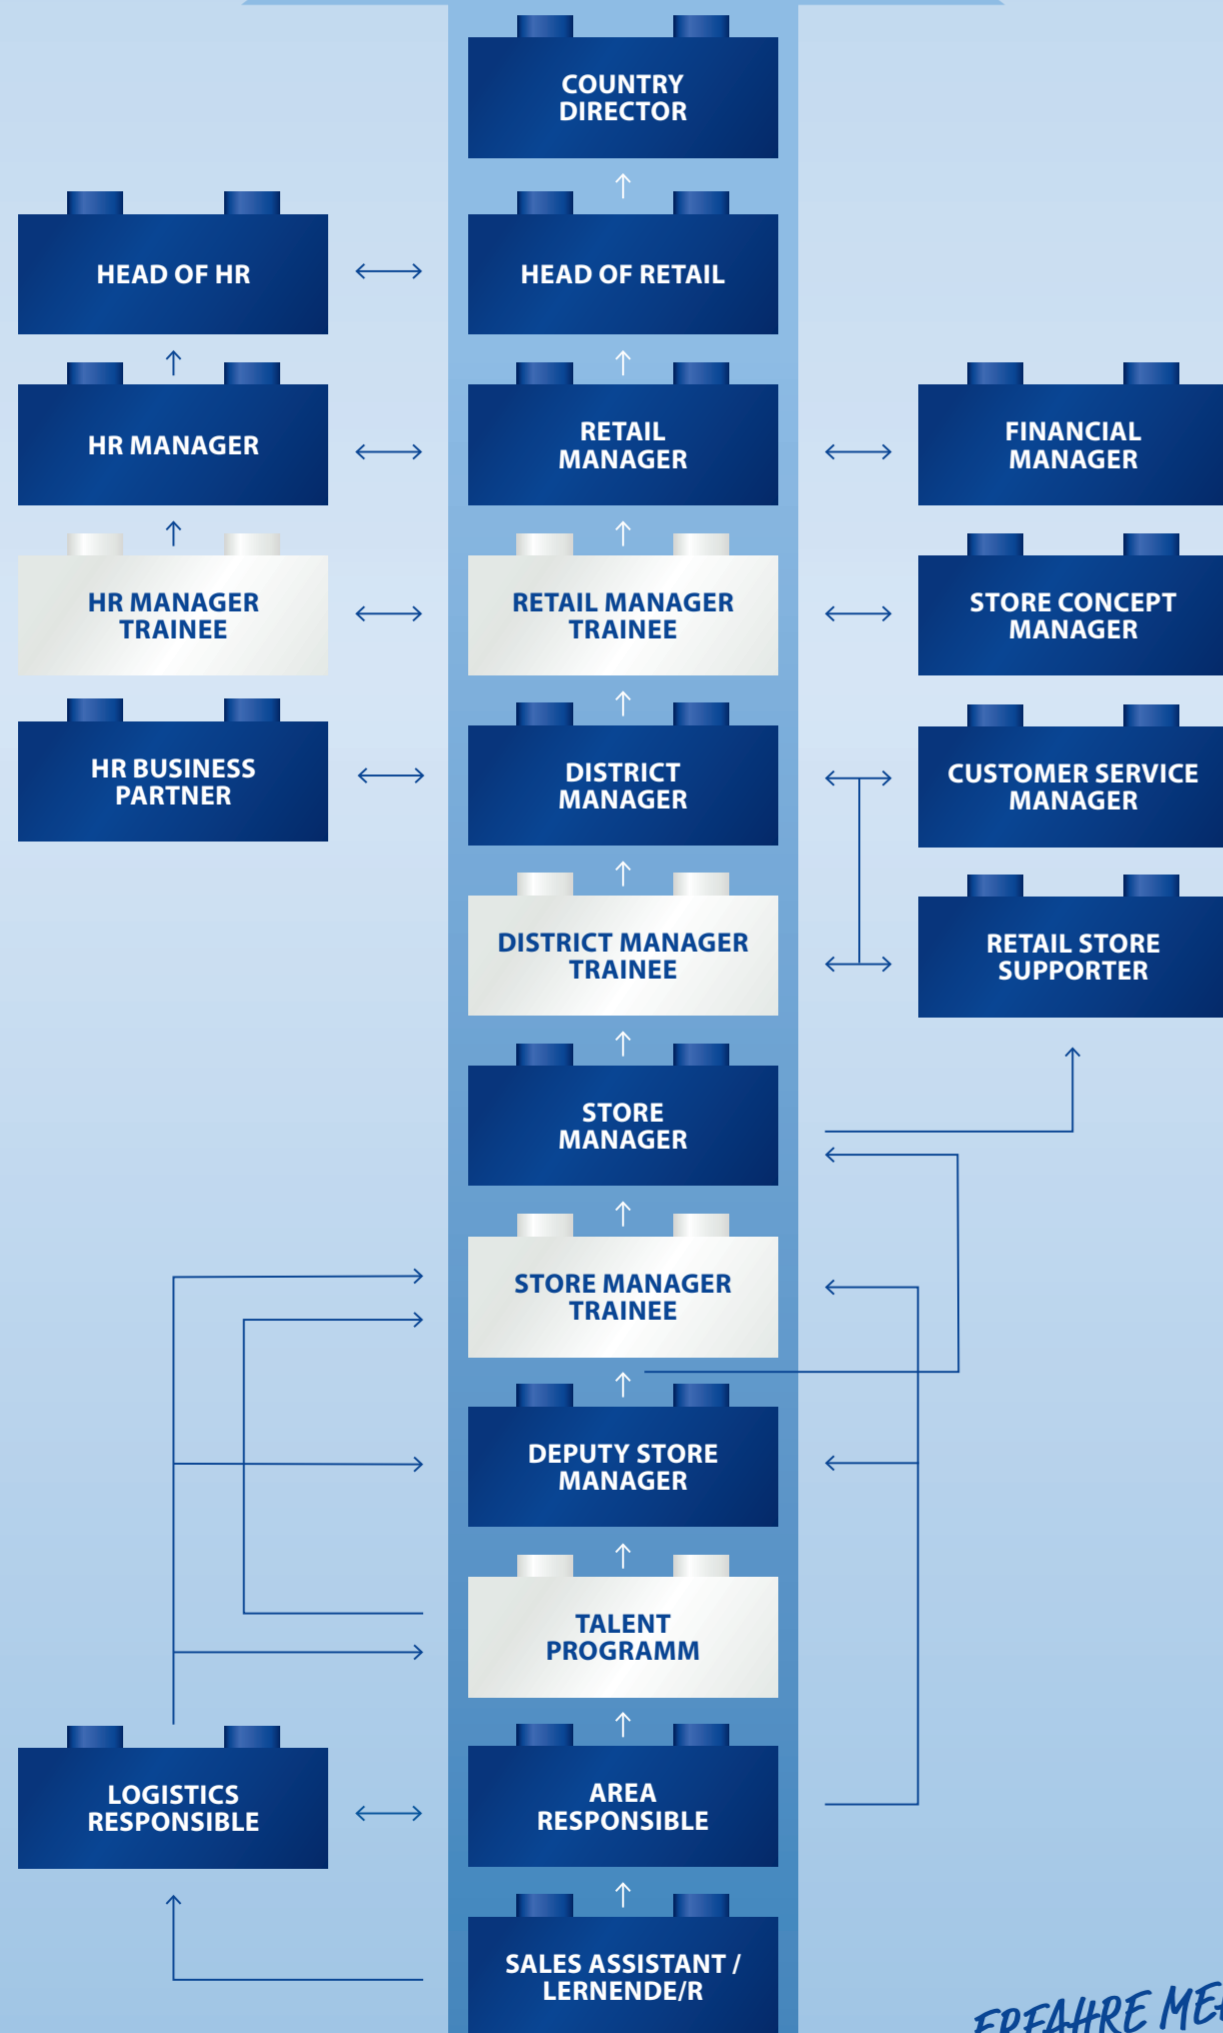 COUNTRY
DIRECTOR
HEAD OF HR
HEAD OF RETAIL
HR MANAGER
RETAIL
MANAGER
FINANCIAL
MANAGER
HR MANAGER
TRAINEE
RETAIL MANAGER
TRAINEE
STORE CONCEPT
MANAGER
HR BUSINESS
PARTNER
DISTRICT
MANAGER
CUSTOMER SERVICE
MANAGER
DISTRICT MANAGER
TRAINEE
RETAIL STORE
SUPPORTER
STORE
MANAGER
STORE MANAGER
TRAINEE
DEPUTY STORE
MANAGER
TALENT
PROGRAMM
LOGISTICS
RESPONSIBLE
AREA
RESPONSIBLE
SALES ASSISTANT /
LERNENDE/R
ERFAHRE